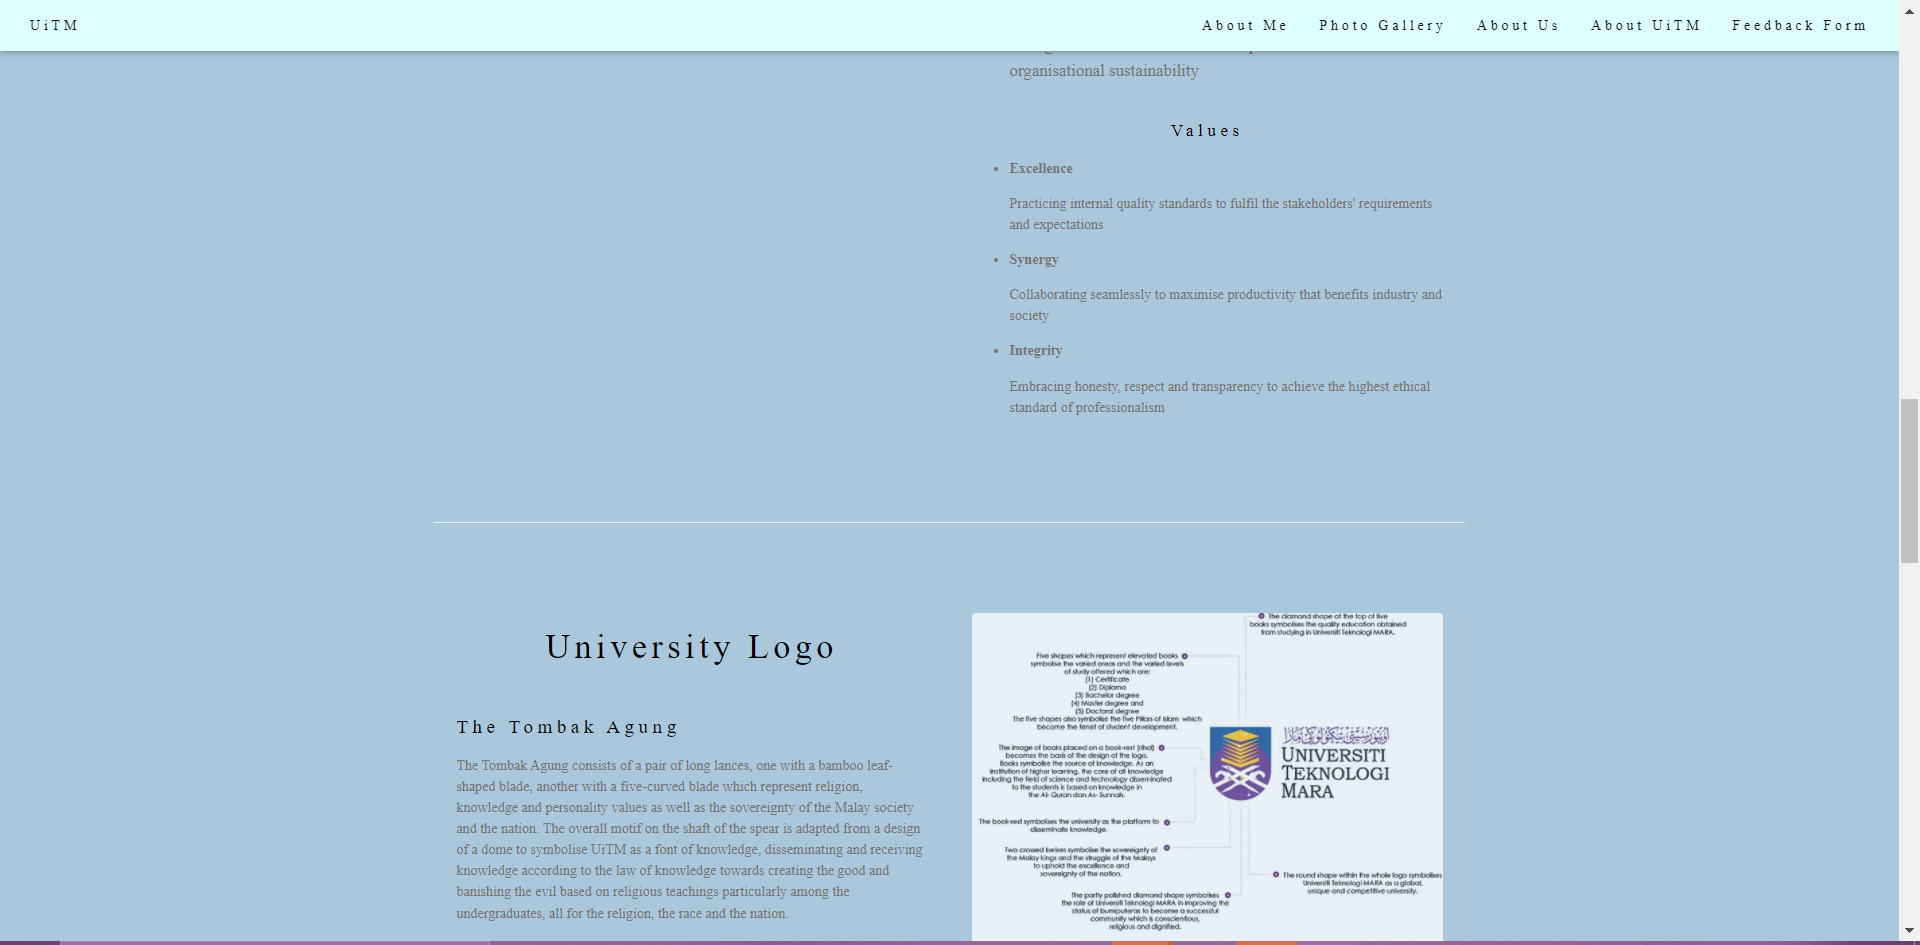 UiTM
About Me
Photo Gallery
About Us
About UiTM
Feedback Form
organisational sustainability
Values
Excellence
Practicing internal quality standards to fulfil the stakeholders' requirements
and expectations
Synergy
Collaborating seamlessly to maximise productivity that benefits industry and
society
Integrity
Embracing honesty, respect and transparency to achieve the highest ethical
standard of professionalism
University Logo
The Tombak Agung
The Tombak Agung consists of a pair of long lances, one with a bamboo leaf-
shaped blade, another with a five-curved blade which represent religion,
knowledge and personality values as well as the sovereignty of the Malay society
and the nation. The overall motif on the shaft of the spear is adapted from a design
of a dome to symbolise UiTM as a font of knowledge, disseminating and receiving
knowledge according to the law of knowledge towards creating the good and
banishing the evil based on religious teachings particularly among the
undergraduates, all for the religion, the race and the nation.
The diamond shape at the top of five
books symbolises the quality education obtained
from studying in Universiti Teknologi MARA.
Five shapes which represent elevated books
symbolise the varied areas and the varied levels
of study offered which are:
(1) Certificate
(2) Diploma
(3) Bachelor degree
(4) Master degree and
(5) Doctoral degree
The five shapes also symbolise the five Pillars of Islam which
become the tenet of student development.
The image of books placed on a book-rest (rihal)
becomes the basis of the design of the logo.
Books symbolise the source of knowledge. As an
institution of higher learning, the core of all knowledge
including the field of science and technology disseminated
to the students is based on knowledge in
the Al- Quran dan As- Sunnah.
UNIVERSITI
TEKNOLOGI
MARA
The book-rest symbolises the university as the platform to
disseminate knowledge.
Two crossed kerises symbolise the sovereignty of
the Malay kings and the struggle of the Malays
to uphold the excellence and
sovereignty of the nation.
The round shape within the whole logo symbolises
Universiti Teknologi MARA as a global,
unique and competitive university.
The partly polished diamond shape symbolises
the role of Universiti Teknologi MARA in improving the
status of bumiputeras to become a successful
community which is conscientious,
religious and dignified.